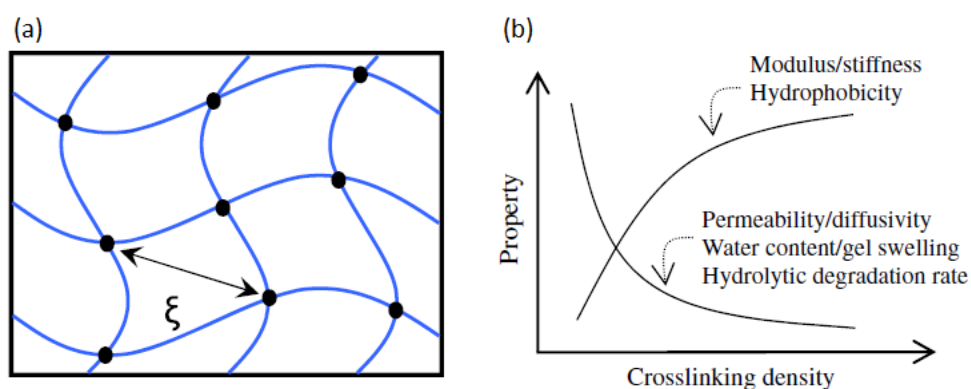 (a)
ξ
(b)
Modulus/stiffness
Hydrophobicity
Permeability/diffusivity
Water content/gel swelling
Hydrolytic degradation rate
Property
Crosslinking density